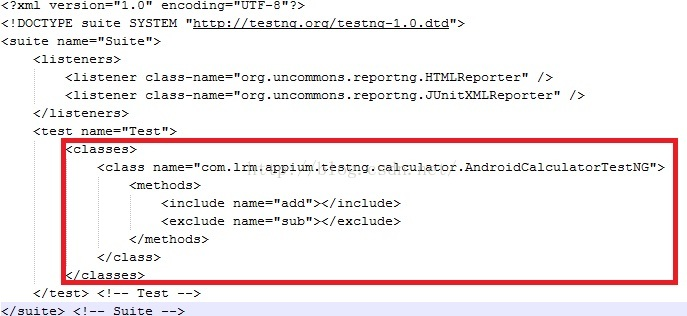 <?xml version="1.0" encoding="UTF-8"?>
<!DOCTYPE suite SYSTEM "http://testng.org/testng-1.0.dtd">
<suite name="Suite">
    <listeners>
        <listener class-name="org.uncommons.reportng.HTMLReporter" />
        <listener class-name="org.uncommons.reportng.JUnitXMLReporter" />
    </listeners>
    <test name="Test">
        <classes>
            <class name="com.lrm.appium.testng.calculator.AndroidCalculatorTestNG">
                <methods>
                    <include name="add"></include>
                    <exclude name="sub"></exclude>
                </methods>
            </class>
        </classes>
    </test> <!-- Test -->
</suite> <!-- Suite -->